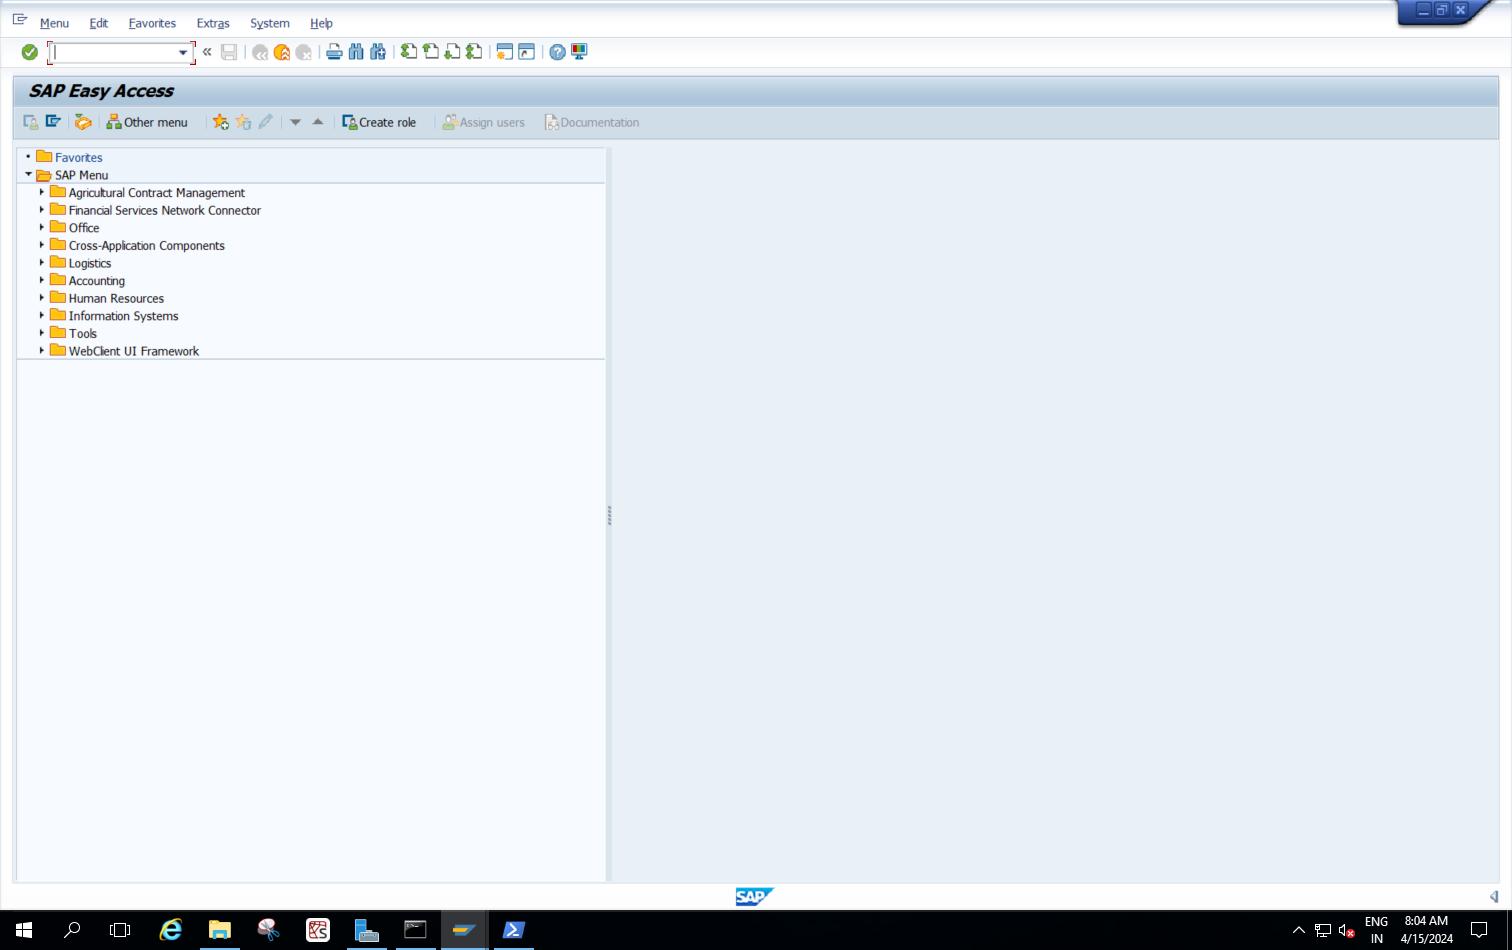 Menu Edit Favorites Extras System Help
SAP Easy Access
Other menu Create role Assign users Documentation
Favorites
SAP Menu
Agricultural Contract Management
Financial Services Network Connector
Office
Cross-Application Components
Logistics
Accounting
Human Resources
Information Systems
Tools
WebClient UI Framework
SAP
ENG 8:04 AM
IN 4/15/2024